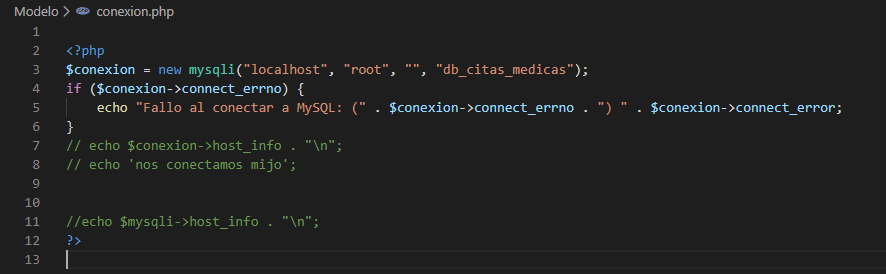 Modelo > conexion.php
1
2 <?php
3 $conexion = new mysqli("localhost", "root", "", "db_citas_medicas");
4 if ($conexion->connect_errno) {
5     echo "Fallo al conectar a MySQL: (" . $conexion->connect_errno . ") " . $conexion->connect_error;
6 }
7 // echo $conexion->host_info . "\n";
8 // echo 'nos conectamos mijo';
9
10
11 //echo $mysqli->host_info . "\n";
12 ?>
13